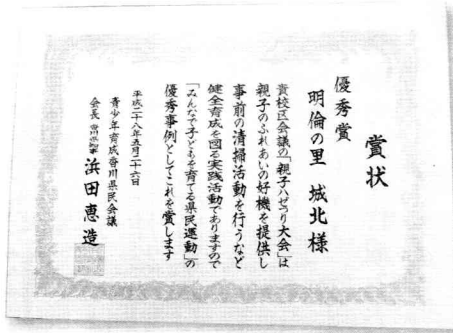 賞状
優秀賞
明倫の里 城北様
貴校区会議の「親子ハゼつり大会」は
親子のふれあいの好機を提供し
事前の清掃活動を行うなど
健全育成を図る実践活動でありますので
「みんなで子どもを育てる県民運動」の
優秀事例としてこれを賞します
平成二十八年五月二十六日
青少年育成香川県民会議
会長 香川県知事 浜田恵造